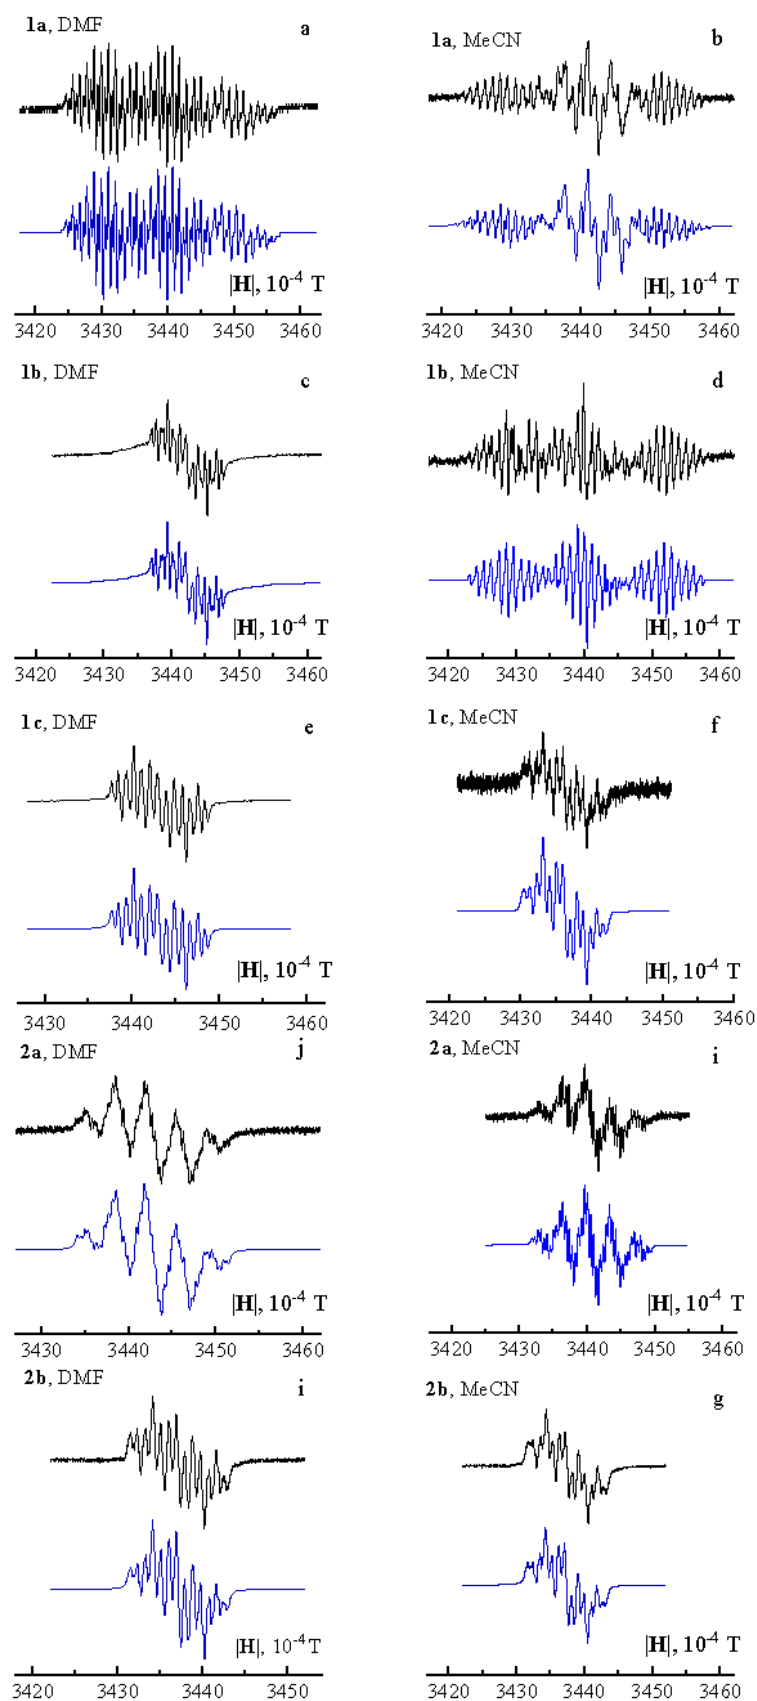 1a, DMF a
|H|, 10⁻⁴ T
3420 3430 3440 3450 3460
1a, MeCN b
|H|, 10⁻⁴ T
3420 3430 3440 3450 3460
1b, DMF c
|H|, 10⁻⁴ T
3420 3430 3440 3450 3460
1b, MeCN d
|H|, 10⁻⁴ T
3420 3430 3440 3450 3460
1c, DMF e
|H|, 10⁻⁴ T
3430 3440 3450 3460
1c, MeCN f
|H|, 10⁻⁴ T
3420 3430 3440 3450 3460
2a, DMF j
|H|, 10⁻⁴ T
3430 3440 3450 3460
2a, MeCN i
|H|, 10⁻⁴ T
3420 3430 3440 3450 3460
2b, DMF i
|H|, 10⁻⁴ T
3420 3430 3440 3450
2b, MeCN g
|H|, 10⁻⁴ T
3420 3430 3440 3450 3460